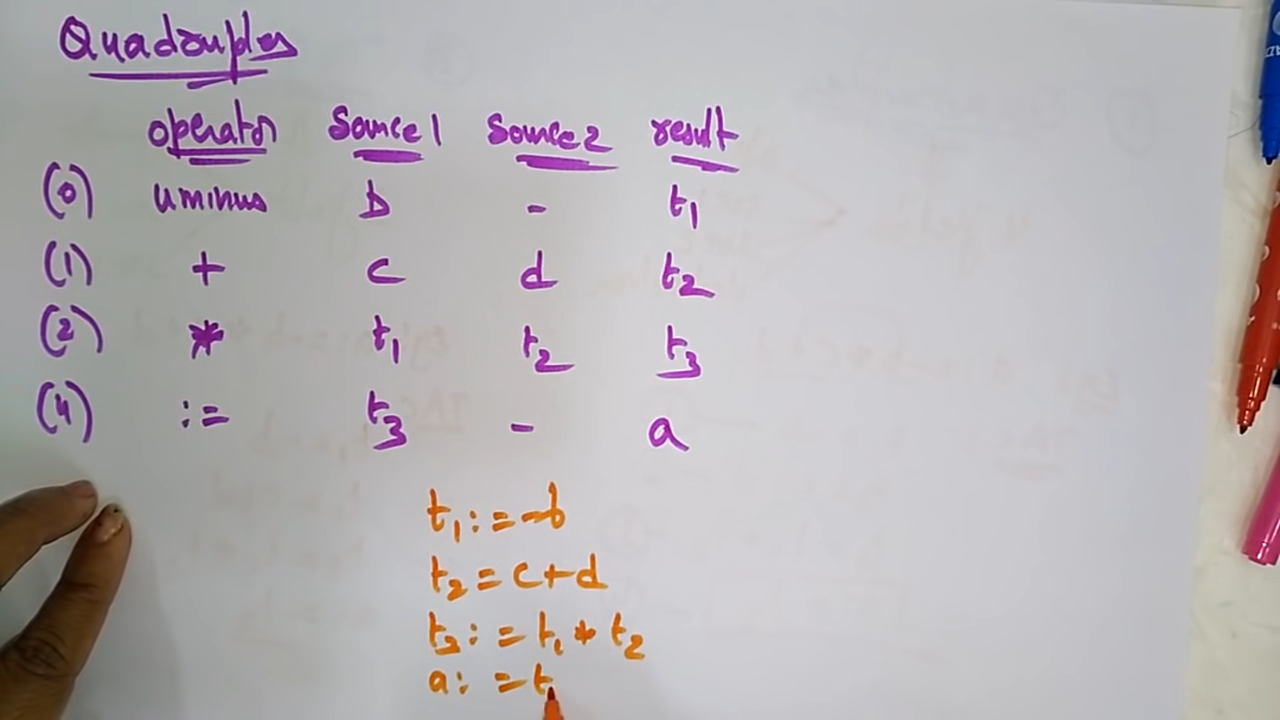 Quadruples
operator source1 source2 result
(0) uminus b - t1
(1) + c d t2
(2) * t1 t2 t3
(4) := t3 - a
t1 := -b
t2 = c+d
t3 := t1 * t2
a := t